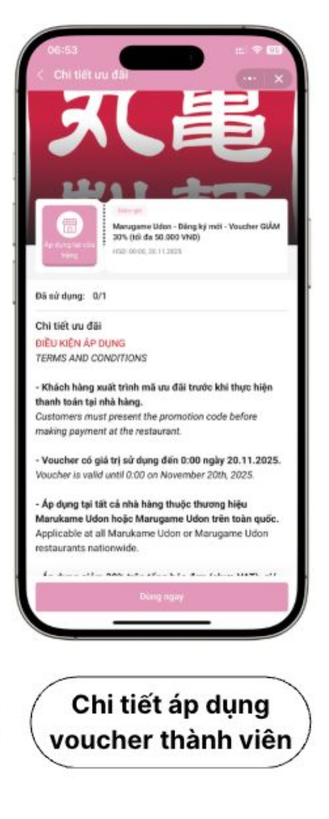 06:53
Chi tiết ưu đãi
丸亀
製麺
Giảm giá
Marugame Udon - Đăng ký mới - Voucher GIẢM
30% (tối đa 50.000 VNĐ)
Áp dụng tại cửa
hàng
HSD: 00:00, 20.11.2025
Đã sử dụng: 0/1
Chi tiết ưu đãi
ĐIỀU KIỆN ÁP DỤNG
TERMS AND CONDITIONS
- Khách hàng xuất trình mã ưu đãi trước khi thực hiện
thanh toán tại nhà hàng.
Customers must present the promotion code before
making payment at the restaurant.
- Voucher có giá trị sử dụng đến 0:00 ngày 20.11.2025.
Voucher is valid until 0:00 on November 20th, 2025.
- Áp dụng tại tất cả nhà hàng thuộc thương hiệu
Marukame Udon hoặc Marugame Udon trên toàn quốc.
Applicable at all Marukame Udon or Marugame Udon
restaurants nationwide.
Dùng ngay
Chi tiết áp dụng
voucher thành viên